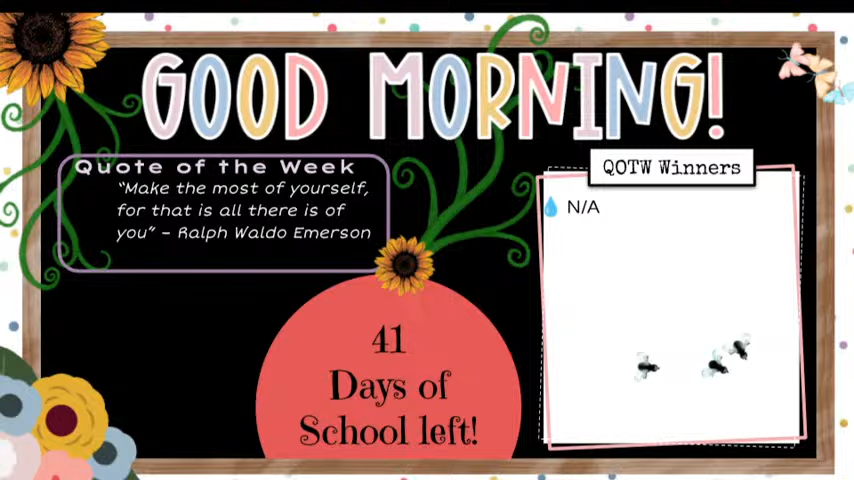 GOOD MORNING!
Quote of the Week
“Make the most of yourself,
for that is all there is of
you” – Ralph Waldo Emerson
QOTW Winners
N/A
41
Days of
School left!